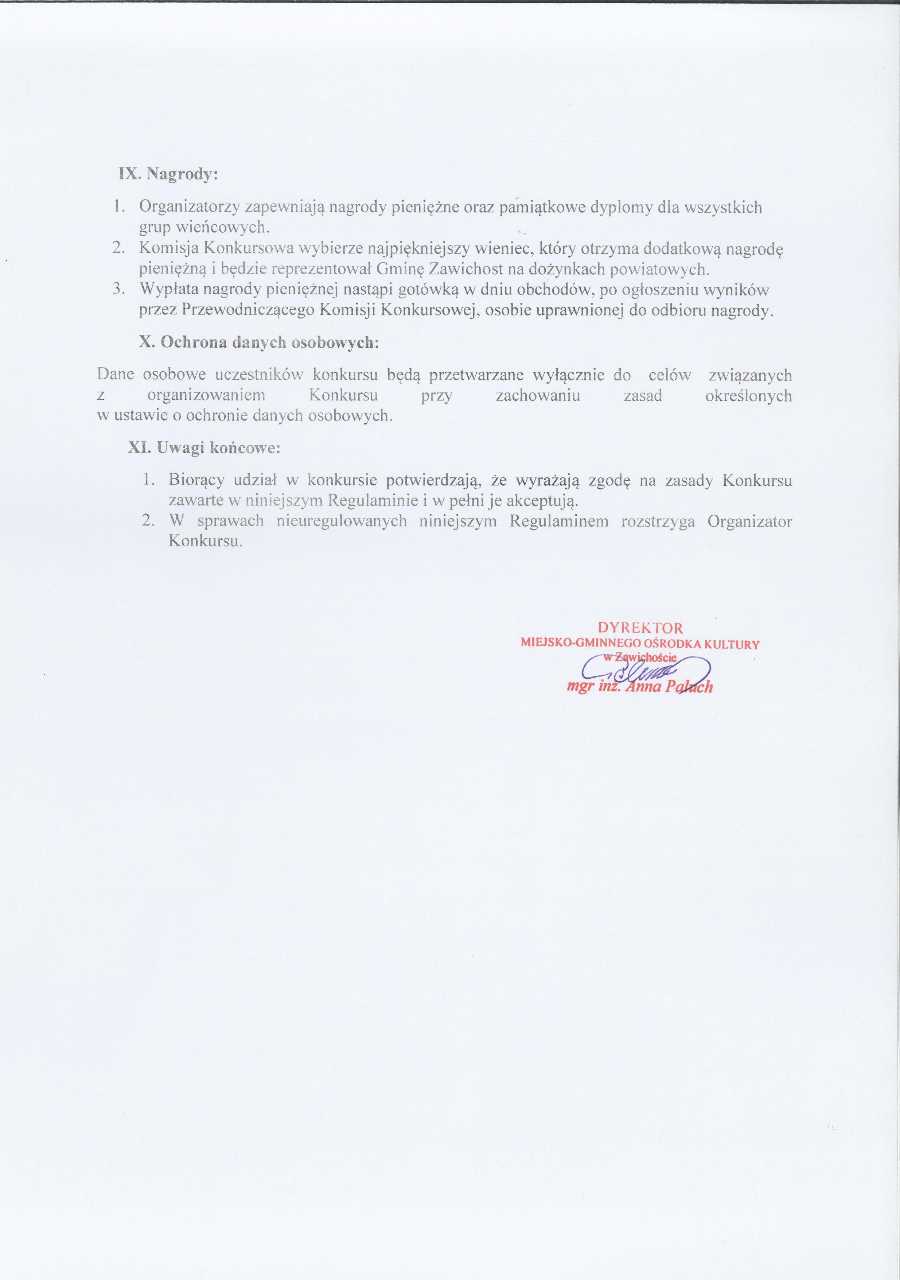 IX. Nagrody:
1. Organizatorzy zapewniają nagrody pieniężne oraz pamiątkowe dyplomy dla wszystkich
grup wieńcowych.
2. Komisja Konkursowa wybierze najpiękniejszy wieniec, który otrzyma dodatkową nagrodę
pieniężną i będzie reprezentował Gminę Zawichost na dożynkach powiatowych.
3. Wypłata nagrody pieniężnej nastąpi gotówką w dniu obchodów, po ogłoszeniu wyników
przez Przewodniczącego Komisji Konkursowej, osobie uprawnionej do odbioru nagrody.
X. Ochrona danych osobowych:
Dane osobowe uczestników konkursu będą przetwarzane wyłącznie do celów związanych
z organizowaniem Konkursu przy zachowaniu zasad określonych
w ustawie o ochronie danych osobowych.
XI. Uwagi końcowe:
1. Biorący udział w konkursie potwierdzają, że wyrażają zgodę na zasady Konkursu
zawarte w niniejszym Regulaminie i w pełni je akceptują.
2. W sprawach nieuregulowanych niniejszym Regulaminem rozstrzyga Organizator
Konkursu.
DYREKTOR
MIEJSKO-GMINNEGO OŚRODKA KULTURY
w Zawichoście
mgr inż. Anna Paluch